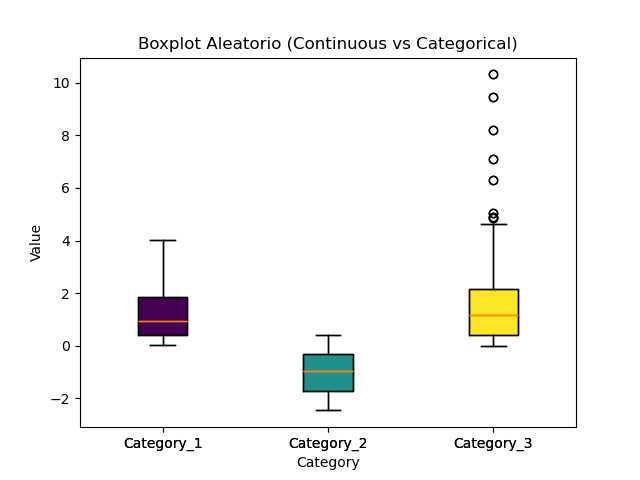 Boxplot Aleatorio (Continuous vs Categorical)
10
8
6
4
2
0
−2
Value
Category_1 Category_2 Category_3
Category